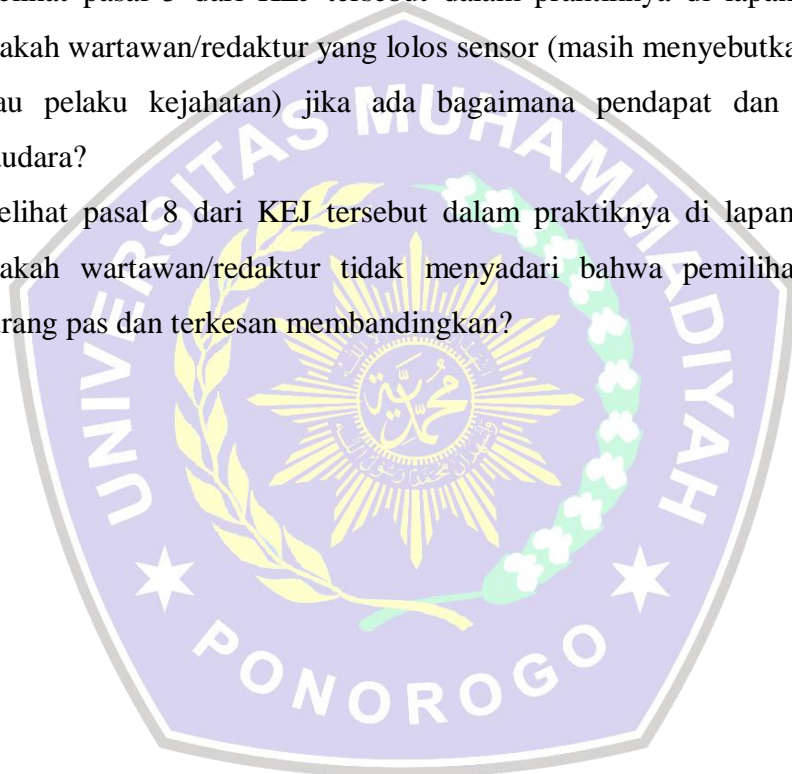 elihat pasal 5 dari KEJ tersebut dalam praktiknya di lapan
akah wartawan/redaktur yang lolos sensor (masih menyebutka
au pelaku kejahatan) jika ada bagaimana pendapat dan
udara?
elihat pasal 8 dari KEJ tersebut dalam praktiknya di lapan
akah wartawan/redaktur tidak menyadari bahwa pemiliha
rang pas dan terkesan membandingkan?
UNIVERSITAS MUHAMMADIYAH
PONOROGO